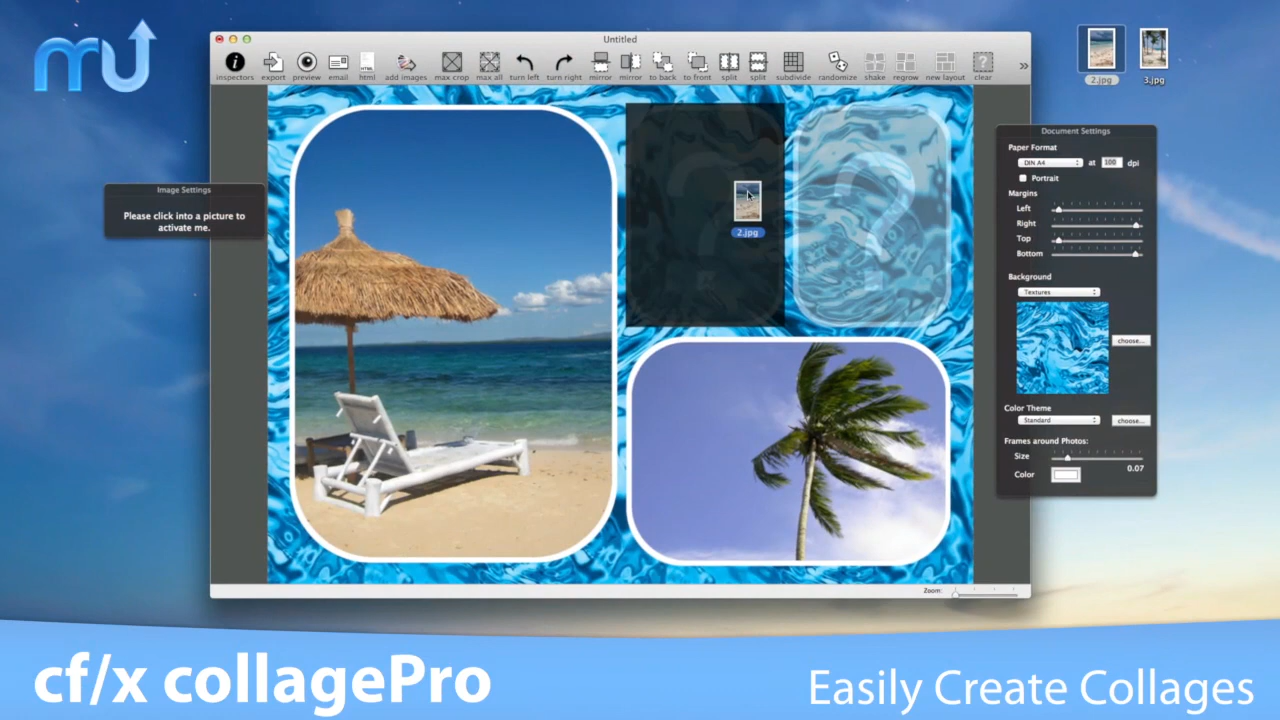 mu
Untitled
inspectors export preview email html add images max crop max all turn left turn right mirror mirror to back to front split split subdivide randomize shake regrow new layout clear
HTML
2.jpg
3.jpg
Image Settings
Please click into a picture to
activate me.
2.jpg
?
Document Settings
Paper Format
DIN A4 at 100 dpi
Portrait
Margins
Left
Right
Top
Bottom
Background
Textures
choose...
Color Theme
Standard choose...
Frames around Photos:
Size
0.07
Color
Zoom:
cf/x collagePro
Easily Create Collages